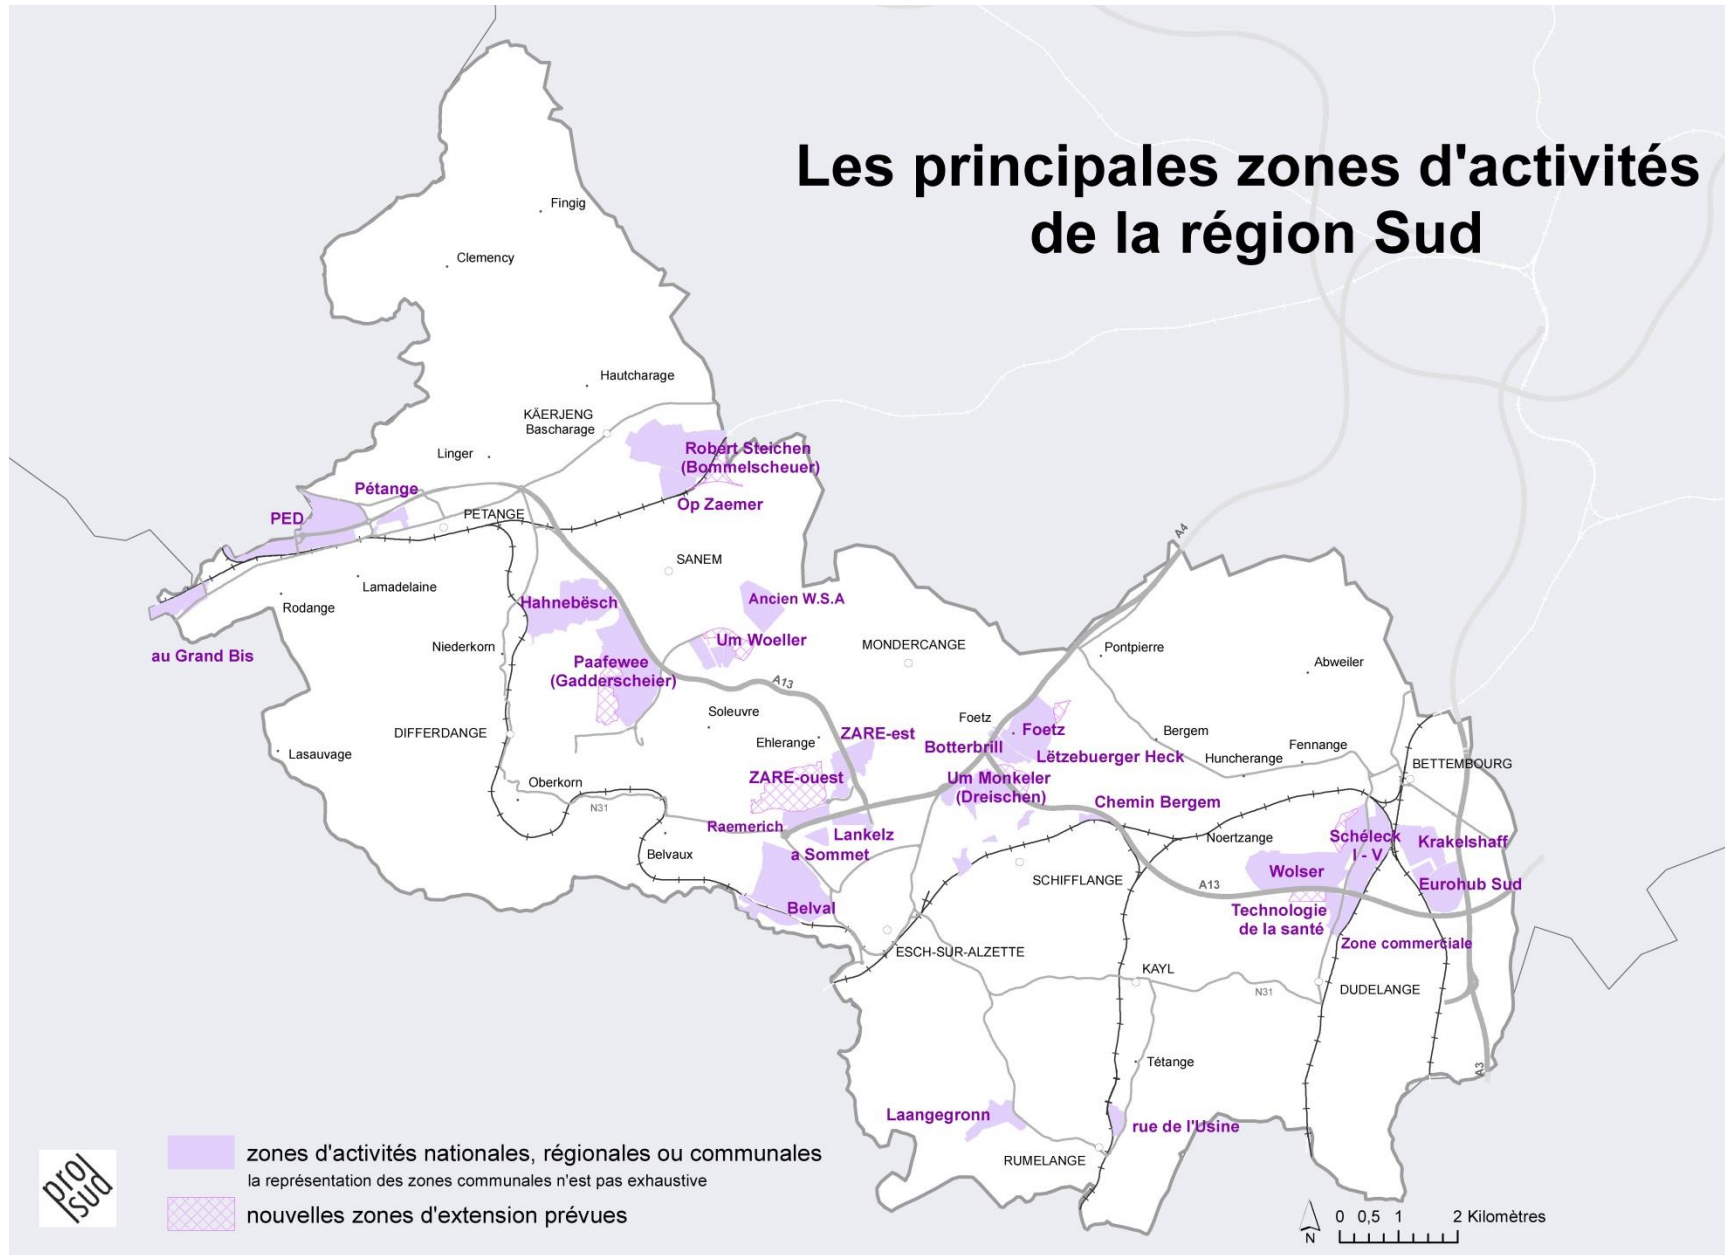 Les principales zones d'activités
de la région Sud
Fingig
Clemency
Hautcharage
KÄERJENG
Bascharage
Linger
Robert Steichen
(Bommelscheuer)
Op Zaemer
Pétange
PED
PETANGE
SANEM
Lamadelaine
Rodange
Hahnebësch
Ancien W.S.A
au Grand Bis
Niederkorn
Um Woeller
MONDERCANGE
Pontpierre
Abweiler
A4
Paafewee
(Gadderscheier)
A13
Soleuvre
Foetz
Foetz
Bergem
DIFFERDANGE
Ehlerange
ZARE-est
Botterbrill
Lëtzebuerger Heck
Huncherange
Fennange
BETTEMBOURG
Lasauvage
Oberkorn
N31
ZARE-ouest
Um Monkeler
(Dreischen)
Chemin Bergem
Raemerich
Lankelz
a Sommet
Belvaux
Noertzange
Schéleck
I - V
Krakelshaff
SCHIFFLANGE
A13
Wolser
Eurohub Sud
Belval
Technologie
de la santé
Zone commerciale
ESCH-SUR-ALZETTE
KAYL
N31
DUDELANGE
Tétange
A3
Laangegronn
rue de l'Usine
RUMELANGE
pro
sud
zones d'activités nationales, régionales ou communales
la représentation des zones communales n'est pas exhaustive
nouvelles zones d'extension prévues
N
0 0,5 1 2 Kilomètres